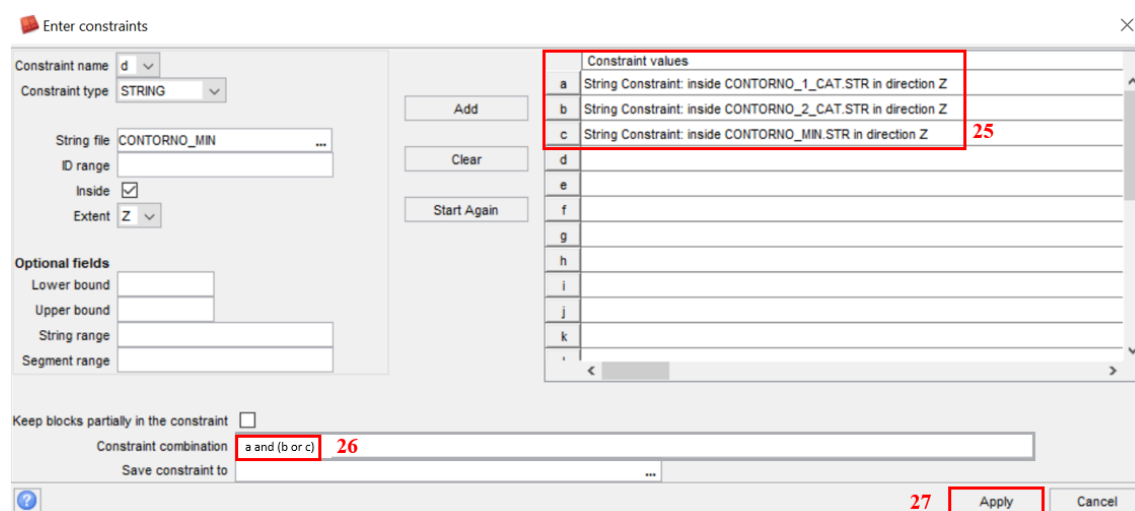 Enter constraints
Constraint name d
Constraint type STRING
String file CONTORNO_MIN ...
ID range
Inside
Extent Z
Optional fields
Lower bound
Upper bound
String range
Segment range
Add
Clear
Start Again
Constraint values
a String Constraint: inside CONTORNO_1_CAT.STR in direction Z
b String Constraint: inside CONTORNO_2_CAT.STR in direction Z
c String Constraint: inside CONTORNO_MIN.STR in direction Z 25
d
e
f
g
h
i
j
k
Keep blocks partially in the constraint
Constraint combination a and (b or c) 26
Save constraint to ...
? 27 Apply Cancel